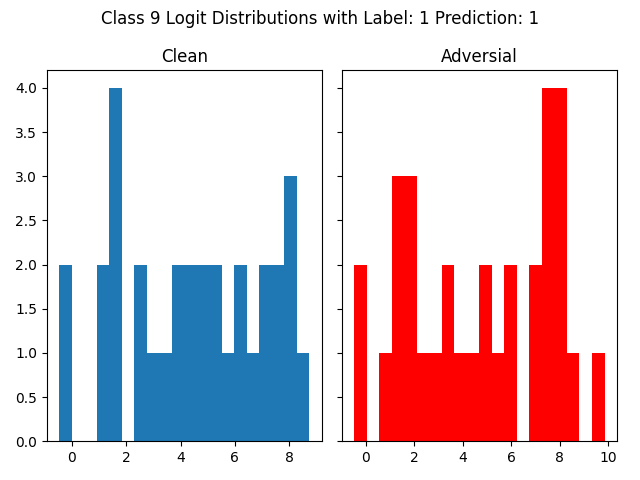 Class 9 Logit Distributions with Label: 1 Prediction: 1
Clean
Adversial
4.0
3.5
3.0
2.5
2.0
1.5
1.0
0.5
0.0
0 2 4 6 8
0 2 4 6 8 10